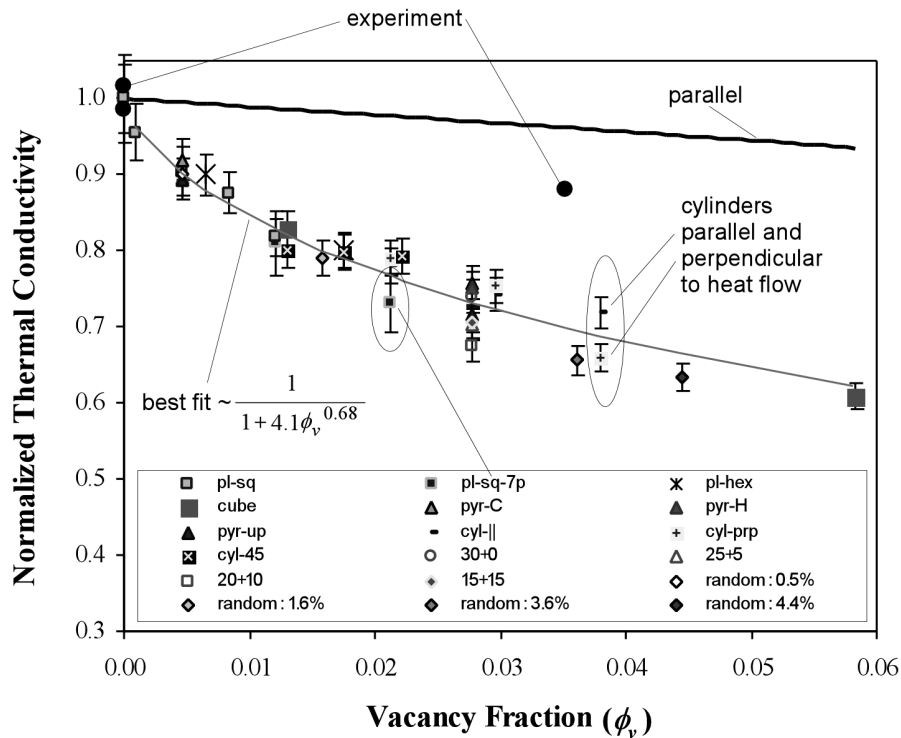 experiment
parallel
cylinders
parallel and
perpendicular
to heat flow
best fit ~ 1 / (1 + 4.1ϕᵥ^0.68)
Normalized Thermal Conductivity
1.0
0.9
0.8
0.7
0.6
0.5
0.4
0.3
pl-sq pl-sq-7p pl-hex
cube pyr-C pyr-H
pyr-up cyl-|| cyl-prp
cyl-45 30+0 25+5
20+10 15+15 random: 0.5%
random: 1.6% random: 3.6% random: 4.4%
0.00 0.01 0.02 0.03 0.04 0.05 0.06
Vacancy Fraction (ϕᵥ)